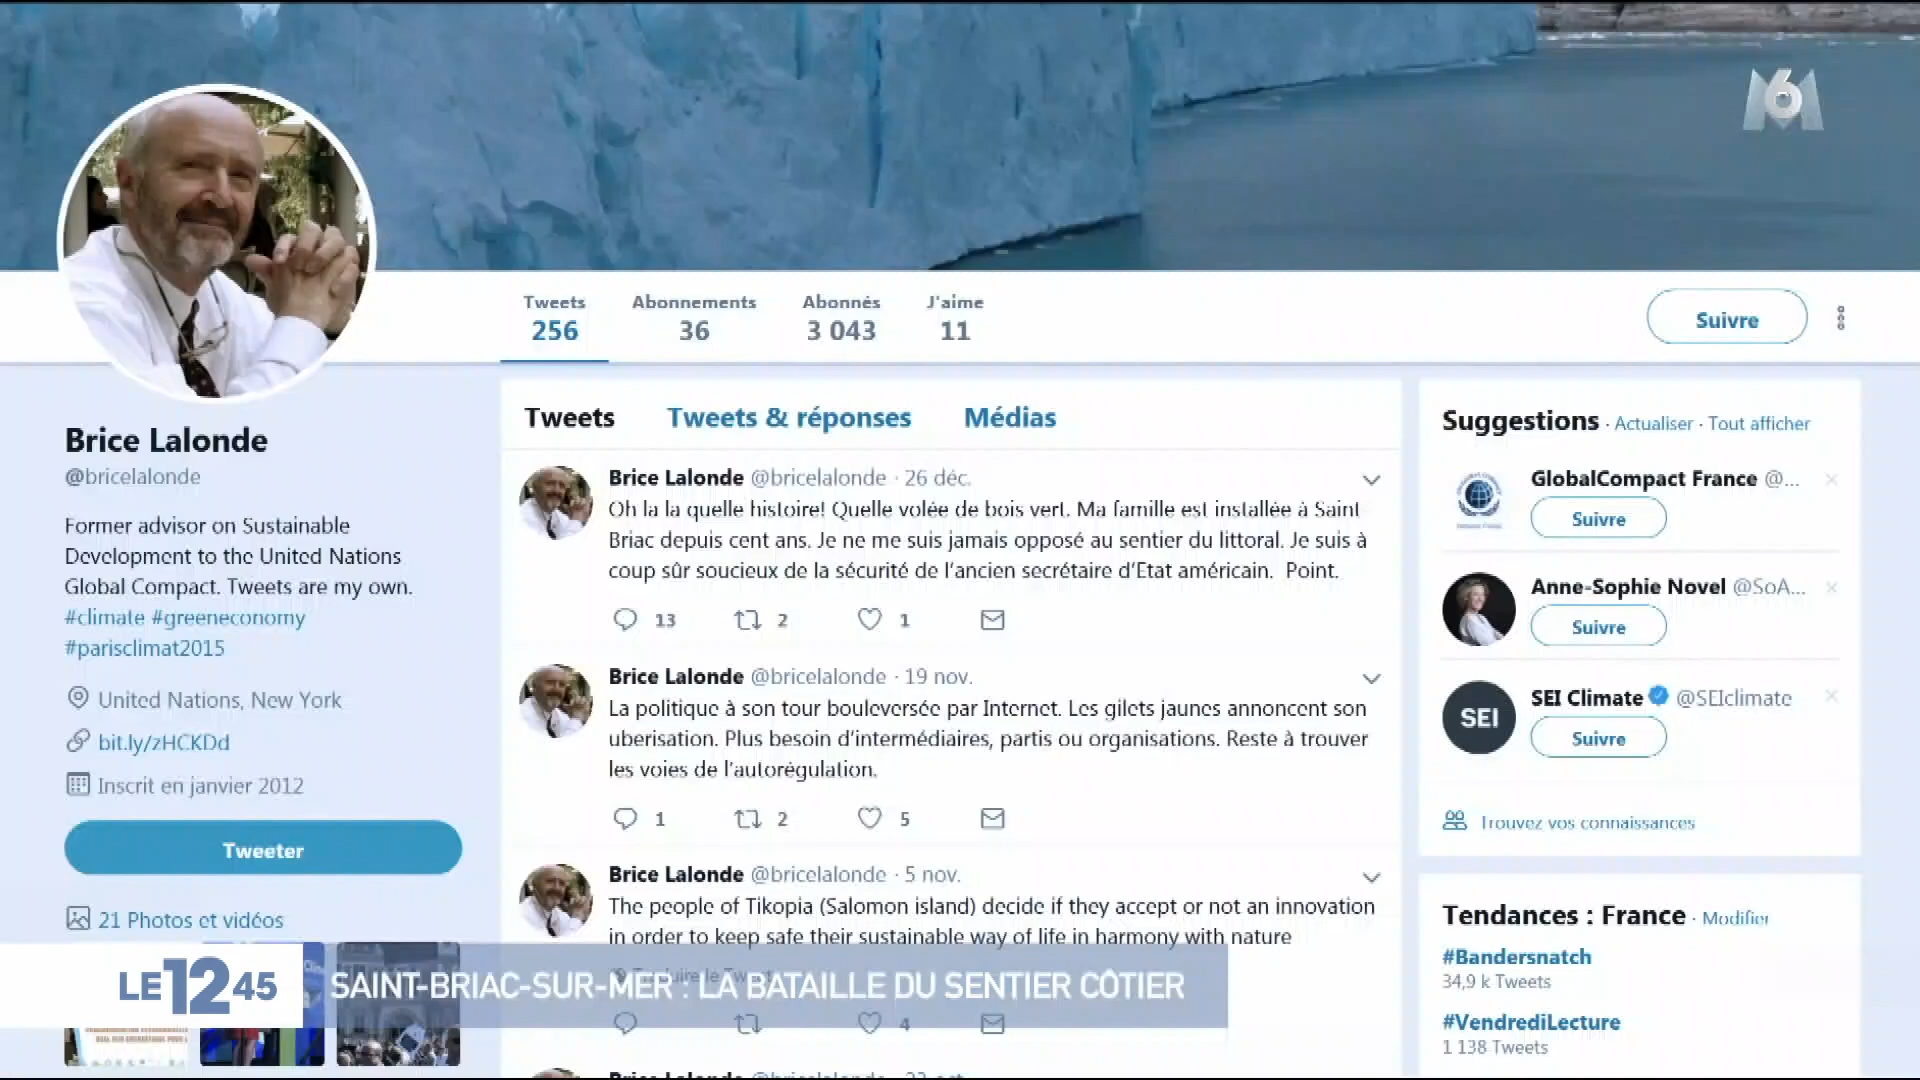 M6
Tweets
256
Abonnements
36
Abonnés
3 043
J'aime
11
Suivre
Brice Lalonde
@bricelalonde
Former advisor on Sustainable
Development to the United Nations
Global Compact. Tweets are my own.
#climate #greeneconomy
#parisclimat2015
United Nations, New York
bit.ly/zHCKDd
Inscrit en janvier 2012
Tweeter
21 Photos et vidéos
Tweets Tweets & réponses Médias
Brice Lalonde @bricelalonde · 26 déc.
Oh la la quelle histoire! Quelle volée de bois vert. Ma famille est installée à Saint
Briac depuis cent ans. Je ne me suis jamais opposé au sentier du littoral. Je suis à
coup sûr soucieux de la sécurité de l'ancien secrétaire d'Etat américain. Point.
13 2 1
Brice Lalonde @bricelalonde · 19 nov.
La politique à son tour bouleversée par Internet. Les gilets jaunes annoncent son
uberisation. Plus besoin d'intermédiaires, partis ou organisations. Reste à trouver
les voies de l'autorégulation.
1 2 5
Brice Lalonde @bricelalonde · 5 nov.
The people of Tikopia (Salomon island) decide if they accept or not an innovation
in order to keep safe their sustainable way of life in harmony with nature
4
Brice Lalonde @bricelalonde
Suggestions · Actualiser · Tout afficher
GlobalCompact France @...
Suivre
Anne-Sophie Novel @SoA...
Suivre
SEI
SEI Climate @SEIclimate
Suivre
Trouvez vos connaissances
Tendances : France · Modifier
#Bandersnatch
34,9 k Tweets
#VendrediLecture
1 138 Tweets
LE 12 45
SAINT-BRIAC-SUR-MER : LA BATAILLE DU SENTIER CÔTIER